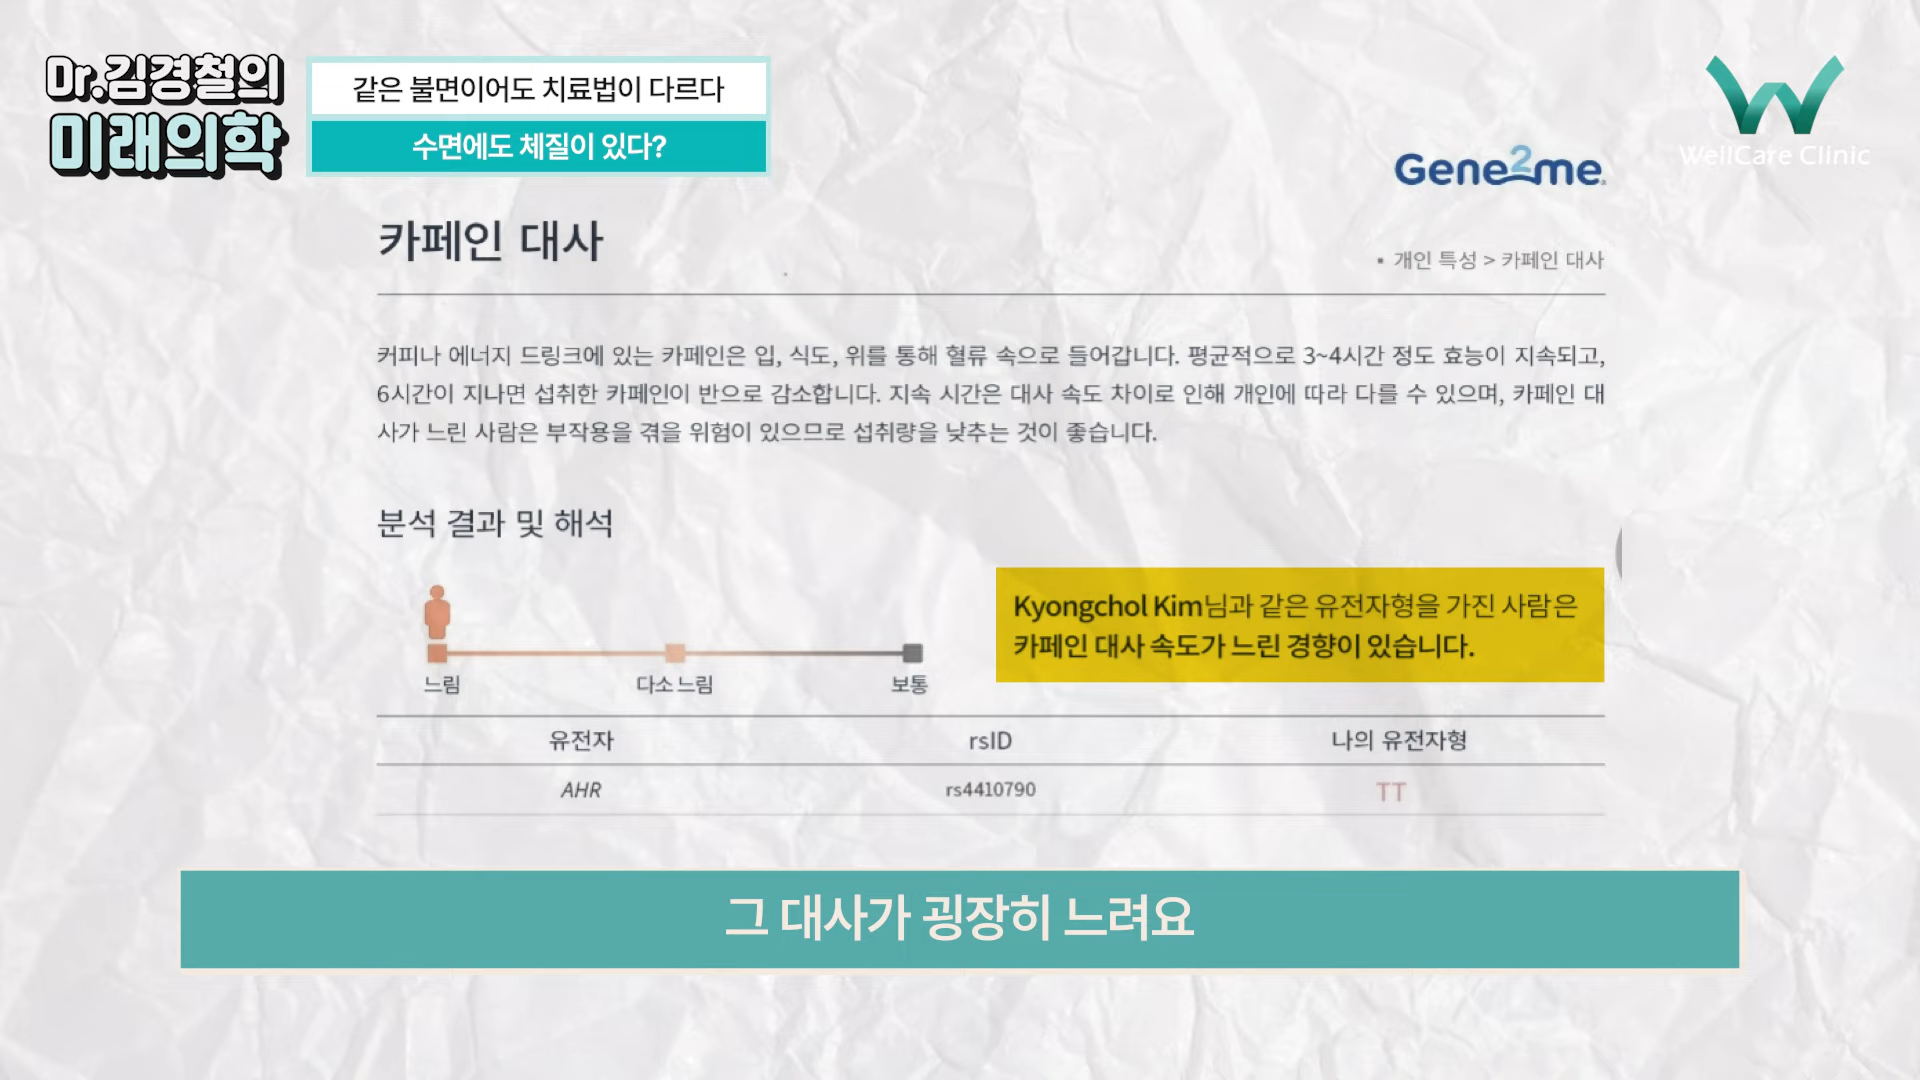 Dr.김경철의
미래의학
같은 불면이어도 치료법이 다르다
수면에도 체질이 있다?
WellCare Clinic
Gene2me
카페인 대사
• 개인 특성 > 카페인 대사
커피나 에너지 드링크에 있는 카페인은 입, 식도, 위를 통해 혈류 속으로 들어갑니다. 평균적으로 3~4시간 정도 효능이 지속되고,
6시간이 지나면 섭취한 카페인이 반으로 감소합니다. 지속 시간은 대사 속도 차이로 인해 개인에 따라 다를 수 있으며, 카페인 대
사가 느린 사람은 부작용을 겪을 위험이 있으므로 섭취량을 낮추는 것이 좋습니다.
분석 결과 및 해석
Kyongchol Kim님과 같은 유전자형을 가진 사람은
카페인 대사 속도가 느린 경향이 있습니다.
느림 다소 느림 보통
유전자 rsID 나의 유전자형
AHR rs4410790 TT
그 대사가 굉장히 느려요